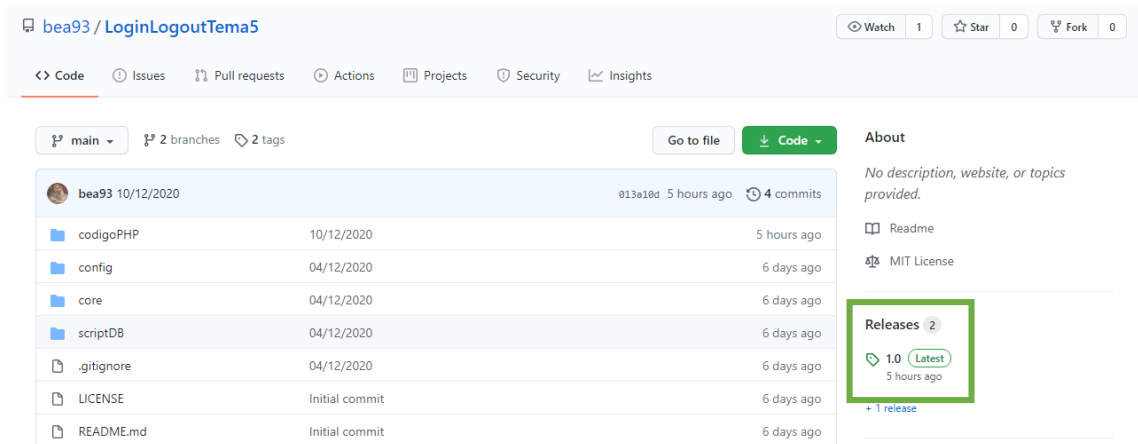 bea93 / LoginLogoutTema5
Watch 1 Star 0 Fork 0
Code Issues Pull requests Actions Projects Security Insights
main 2 branches 2 tags Go to file Code
bea93 10/12/2020 013a10d 5 hours ago 4 commits
codigoPHP 10/12/2020 5 hours ago
config 04/12/2020 6 days ago
core 04/12/2020 6 days ago
scriptDB 04/12/2020 6 days ago
.gitignore 04/12/2020 6 days ago
LICENSE Initial commit 6 days ago
README.md Initial commit 6 days ago
About
No description, website, or topics
provided.
Readme
MIT License
Releases 2
1.0 Latest
5 hours ago
+ 1 release